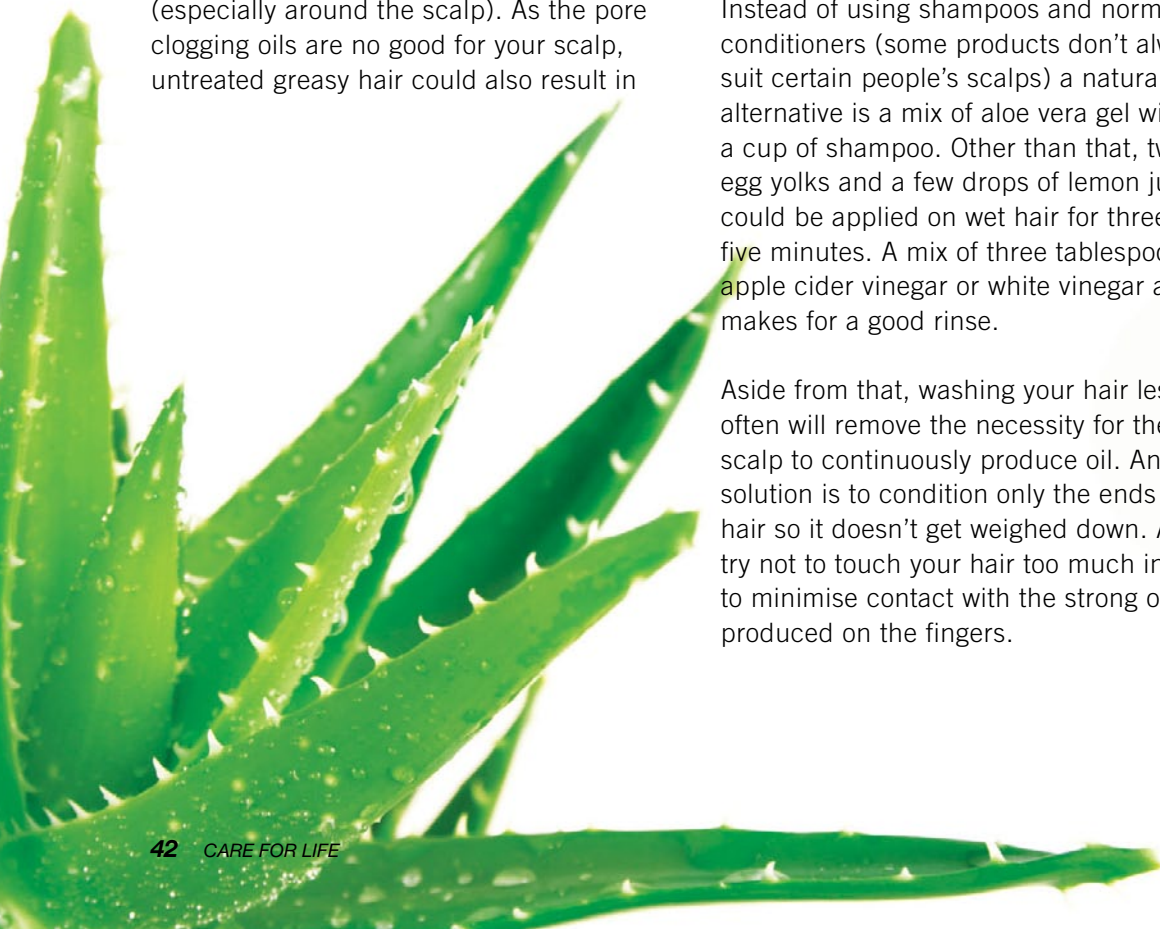 (especially around the scalp). As the pore
clogging oils are no good for your scalp,
untreated greasy hair could also result in
Instead of using shampoos and norm
conditioners (some products don’t
suit certain people’s scalps) a natura
alternative is a mix of aloe vera gel wi
a cup of shampoo. Other than that,
egg yolks and a few drops of lemon ju
could be applied on wet hair for three
five minutes. A mix of three
apple cider vinegar or white vinegar a
makes for a good rinse.
Aside from that, washing your hair les
often will remove the necessity for the
scalp to continuously produce oil. An
solution is to condition only the ends
hair so it doesn’t get weighed down. A
try not to touch your hair too much in
to minimise contact with the strong o
produced on the fingers.
42 CARE FOR LIFE